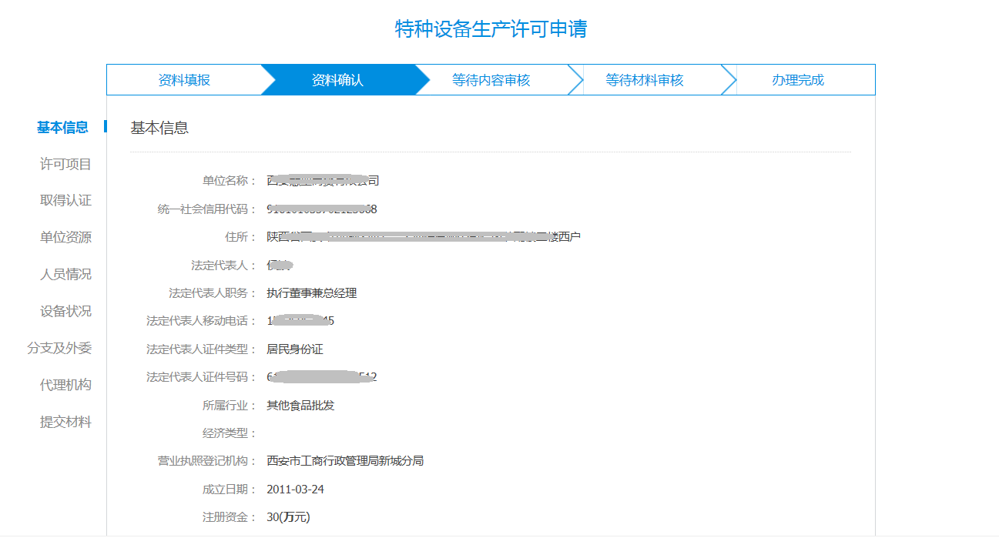 特种设备生产许可申请
资料填报 资料确认 等待内容审核 等待材料审核 办理完成
基本信息
许可项目
取得认证
单位资源
人员情况
设备状况
分支及外委
代理机构
提交材料
基本信息
单位名称： 西 公司
统一社会信用代码： 9 8
住所： 陕西省 楼西户
法定代表人：
法定代表人职务： 执行董事兼总经理
法定代表人移动电话： 1 45
法定代表人证件类型： 居民身份证
法定代表人证件号码： 6 512
所属行业： 其他食品批发
经济类型：
营业执照登记机构： 西安市工商行政管理局新城分局
成立日期： 2011-03-24
注册资金： 30(万元)